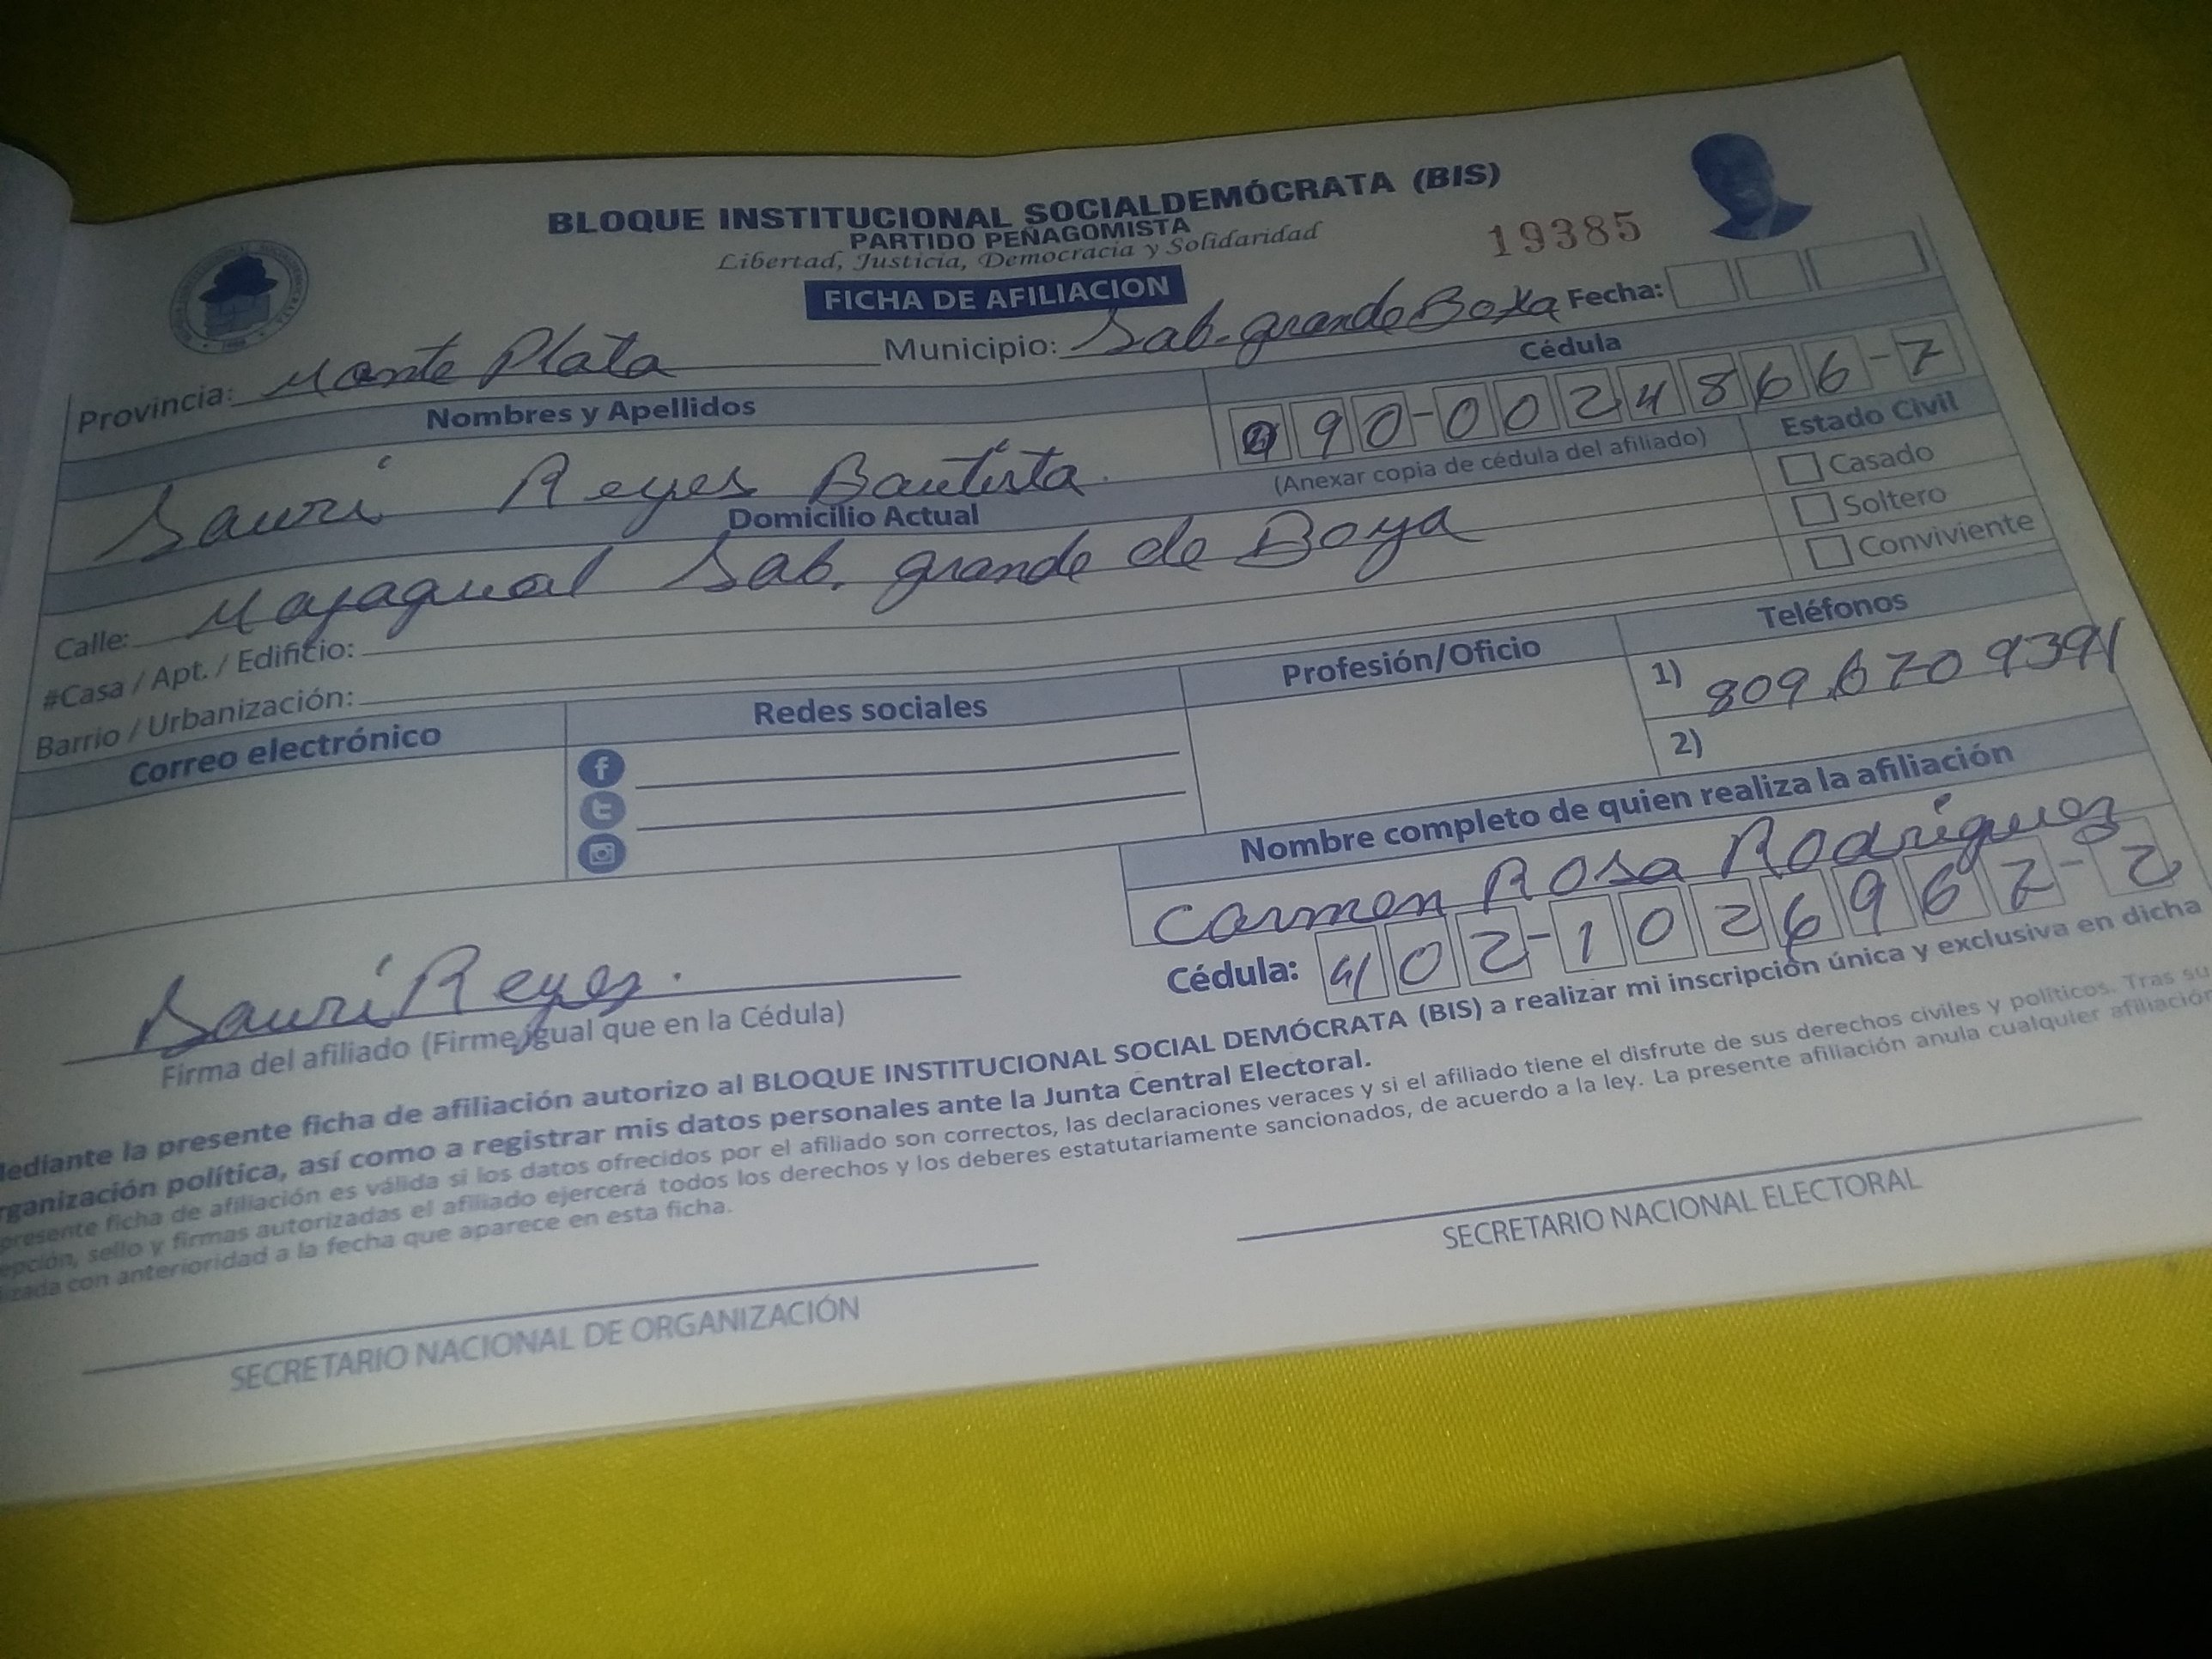 BLOQUE INSTITUCIONAL SOCIALDEMÓCRATA (BIS)
PARTIDO PEÑAGOMISTA
Libertad, Justicia, Democracia y Solidaridad
19385
FICHA DE AFILIACION
Provincia: Monte Plata Municipio: Sab. grande Boya Fecha:
Nombres y Apellidos Cédula
Sauri Reyes Bautista. 090-0024866-7
(Anexar copia de cédula del afiliado)
Estado Civil
Casado
Soltero
Conviviente
Domicilio Actual
Calle: Majagual Sab. grande de Boya
#Casa / Apt. / Edificio:
Barrio / Urbanización:
Correo electrónico Redes sociales Profesión/Oficio Teléfonos
1) 809 670 9391
2)
Nombre completo de quien realiza la afiliación
Carmen Rosa Rodríguez
Cédula: 402-1026967-2
Sauri Reyes.
Firma del afiliado (Firme igual que en la Cédula)
Mediante la presente ficha de afiliación autorizo al BLOQUE INSTITUCIONAL SOCIAL DEMÓCRATA (BIS) a realizar mi inscripción única y exclusiva en dicha
rganización política, así como a registrar mis datos personales ante la Junta Central Electoral.
presente ficha de afiliación es válida si los datos ofrecidos por el afiliado son correctos, las declaraciones veraces y si el afiliado tiene el disfrute de sus derechos civiles y políticos. Tras su
epción, sello y firmas autorizadas el afiliado ejercerá todos los derechos y los deberes estatutariamente sancionados, de acuerdo a la ley. La presente afiliación anula cualquier afiliación
lizada con anterioridad a la fecha que aparece en esta ficha.
SECRETARIO NACIONAL DE ORGANIZACIÓN
SECRETARIO NACIONAL ELECTORAL